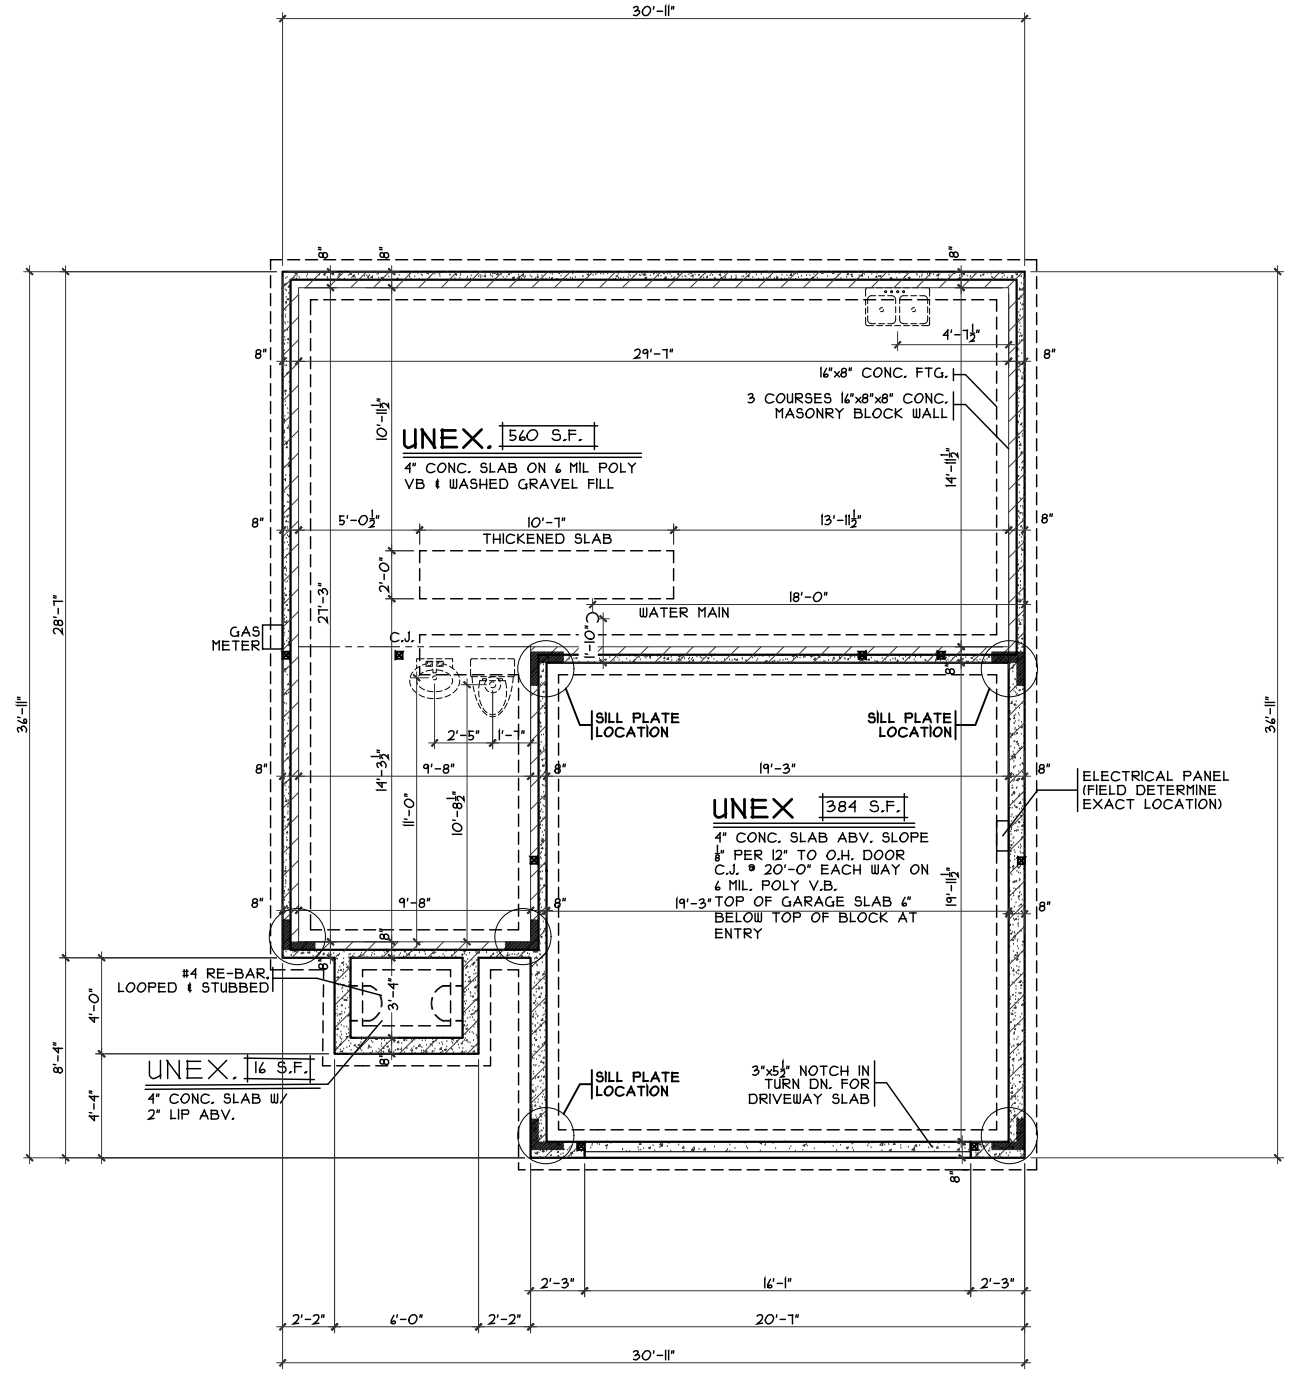 30'-11"
8"
8"
8"
8"
29'-7"
8"
4'-7½"
16"x8" CONC. FTG.
3 COURSES 16"x8"x8" CONC.
MASONRY BLOCK WALL
10'-11½"
14'-11½"
UNEX. 560 S.F.
4" CONC. SLAB ON 6 MIL POLY
VB & WASHED GRAVEL FILL
8"
5'-0½"
10'-7"
13'-11½"
8"
THICKENED SLAB
2'-0"
27'-3"
28'-7"
18'-0"
WATER MAIN
GAS
METER
C.J.
1'-10"
8"
36'-11"
36'-11"
SILL PLATE
LOCATION
SILL PLATE
LOCATION
2'-5"
1'-7"
8"
9'-8"
8"
19'-3"
8"
14'-3½"
11'-0"
10'-8½"
ELECTRICAL PANEL
(FIELD DETERMINE
EXACT LOCATION)
UNEX 384 S.F.
4" CONC. SLAB ABV. SLOPE
⅛" PER 12" TO O.H. DOOR
C.J. @ 20'-0" EACH WAY ON
6 MIL. POLY V.B.
TOP OF GARAGE SLAB 6"
BELOW TOP OF BLOCK AT
ENTRY
19'-11½"
8"
9'-8"
8"
19'-3"
8"
8"
8"
#4 RE-BAR.
LOOPED & STUBBED
3'-4"
4'-0"
8'-4"
4'-4"
8"
UNEX. 16 S.F.
4" CONC. SLAB W/
2" LIP ABV.
SILL PLATE
LOCATION
3"x5½" NOTCH IN
TURN DN. FOR
DRIVEWAY SLAB
8"
2'-3"
16'-1"
2'-3"
2'-2"
6'-0"
2'-2"
20'-7"
30'-11"